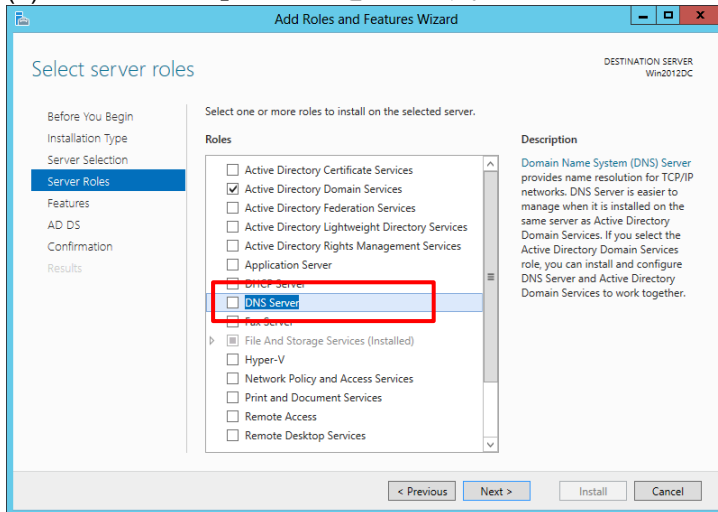 Add Roles and Features Wizard
Select server roles
DESTINATION SERVER
Win2012DC
Before You Begin
Installation Type
Server Selection
Server Roles
Features
AD DS
Confirmation
Results
Select one or more roles to install on the selected server.
Roles
Active Directory Certificate Services
Active Directory Domain Services
Active Directory Federation Services
Active Directory Lightweight Directory Services
Active Directory Rights Management Services
Application Server
DHCP Server
DNS Server
Fax Server
File And Storage Services (Installed)
Hyper-V
Network Policy and Access Services
Print and Document Services
Remote Access
Remote Desktop Services
Description
Domain Name System (DNS) Server
provides name resolution for TCP/IP
networks. DNS Server is easier to
manage when it is installed on the
same server as Active Directory
Domain Services. If you select the
Active Directory Domain Services
role, you can install and configure
DNS Server and Active Directory
Domain Services to work together.
< Previous
Next >
Install
Cancel